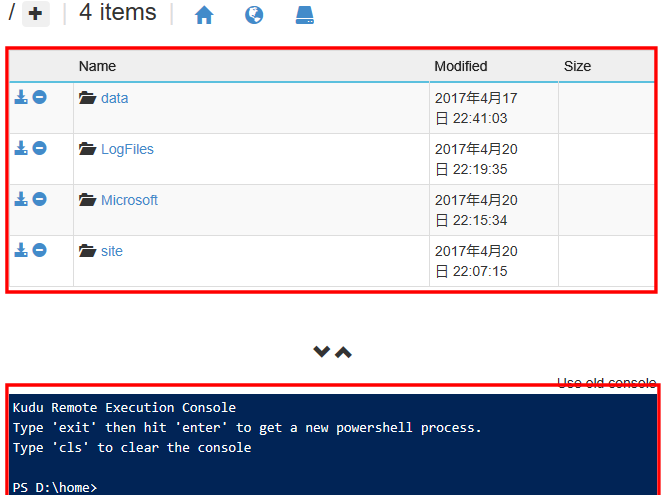 / + | 4 items |
Name Modified Size
data 2017年4月17
日 22:41:03
LogFiles 2017年4月20
日 22:19:35
Microsoft 2017年4月20
日 22:15:34
site 2017年4月20
日 22:07:15
Use old console
Kudu Remote Execution Console
Type 'exit' then hit 'enter' to get a new powershell process.
Type 'cls' to clear the console
PS D:\home>